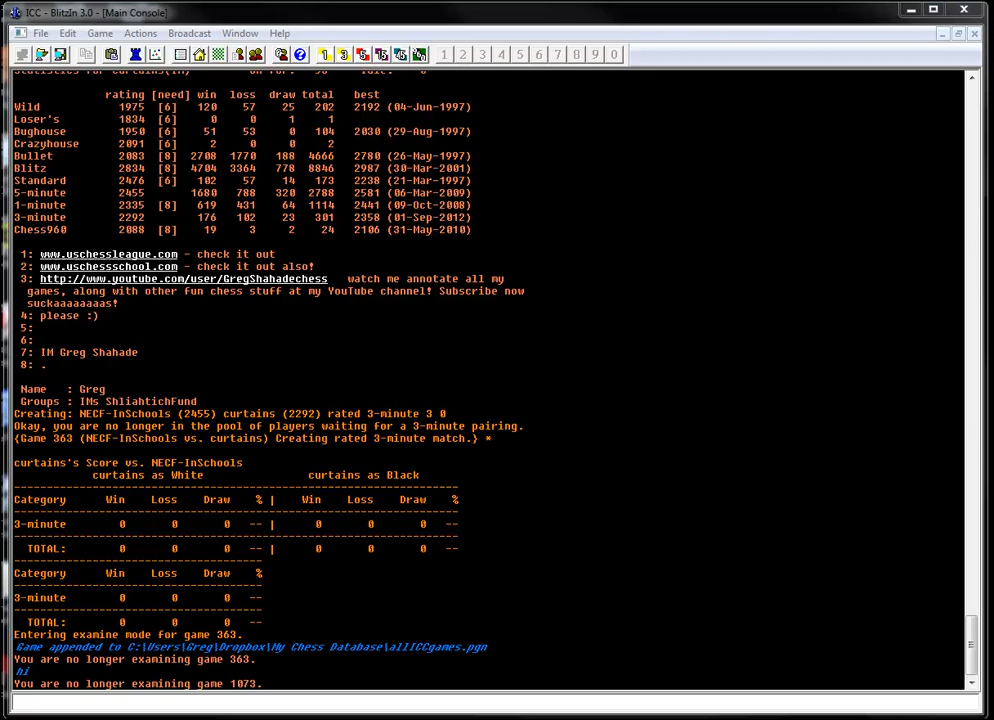 ICC - BlitzIn 3.0 - [Main Console]
File Edit Game Actions Broadcast Window Help
1 3 5 15 1 2 3 4 5 6 7 8 9 0
Statistics for curtains(IM) On for: 56 Idle: 0
rating [need] win loss draw total best
Wild 1975 [6] 120 57 25 202 2192 (04-Jun-1997)
Loser's 1834 [6] 0 0 1 1
Bughouse 1950 [6] 51 53 0 104 2030 (29-Aug-1997)
Crazyhouse 2091 [6] 2 0 0 2
Bullet 2083 [8] 2708 1770 188 4666 2780 (26-May-1997)
Blitz 2834 [8] 4704 3364 778 8846 2987 (30-Mar-2001)
Standard 2476 [6] 102 57 14 173 2238 (21-Mar-1997)
5-minute 2455 1680 788 320 2788 2581 (06-Mar-2009)
1-minute 2335 [8] 619 431 64 1114 2441 (09-Oct-2008)
3-minute 2292 176 102 23 301 2358 (01-Sep-2012)
Chess960 2088 [8] 19 3 2 24 2106 (31-May-2010)
1: www.uschessleague.com - check it out
2: www.uschessschool.com - check it out also!
3: http://www.youtube.com/user/GregShahadechess watch me annotate all my
games, along with other fun chess stuff at my YouTube channel! Subscribe now
suckaaaaaaas!
4: please :)
5:
6:
7: IM Greg Shahade
8: .
Name : Greg
Groups : IMs ShliahtichFund
Creating: NECF-InSchools (2455) curtains (2292) rated 3-minute 3 0
Okay, you are no longer in the pool of players waiting for a 3-minute pairing.
{Game 363 (NECF-InSchools vs. curtains) Creating rated 3-minute match.} *
curtains's Score vs. NECF-InSchools
curtains as White curtains as Black
Category Win Loss Draw % | Win Loss Draw %
3-minute 0 0 0 -- | 0 0 0 --
TOTAL: 0 0 0 -- | 0 0 0 --
Category Win Loss Draw %
3-minute 0 0 0 --
TOTAL: 0 0 0 --
Entering examine mode for game 363.
Game appended to C:\Users\Greg\Dropbox\My Chess Database\allICCgames.pgn
You are no longer examining game 363.
hi
You are no longer examining game 1073.